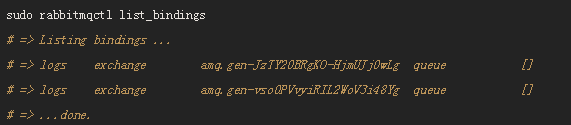 sudo rabbitmqctl list_bindings
# => Listing bindings ...
# => logs    exchange        amq.gen-JzTY20BRgKO-HjmUJj0wLg  queue           []
# => logs    exchange        amq.gen-vso0PVvyiRIL2WoV3i48Yg  queue           []
# => ...done.